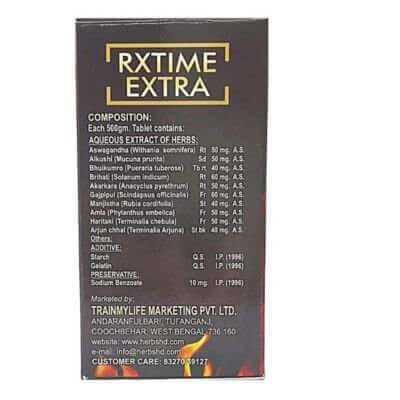 RXTIME
EXTRA
COMPOSITION:
Each 500gm. Tablet contains:
AQUEOUS EXTRACT OF HERBS:
Aswagandha (Withania somnifera) Rt 80 mg. A.S.
Alkushi (Mucuna prurita) Sd 50 mg. A.S.
Bhuikumro (Pueraria tuberose) Tb rt 40 mg. A.S.
Brihati (Solanum indicum) Rt 60 mg. A.S.
Akarkara (Anacyclus pyrethrum) Rt 50 mg. A.S.
Gajpipul (Scindapsus officinalis) Fr 60 mg. A.S.
Manjistha (Rubia cordifolia) St 40 mg. A.S.
Amla (Phylanthus embelica) Fr 50 mg. A.S.
Haritaki (Terminalia chebula) Fr 50 mg. A.S.
Arjun chhal (Terminalia Arjuna) St bk 40 mg. A.S.
Others:
ADDITIVE:
Starch Q.S. I.P. (1996)
Gelatin Q.S. I.P. (1996)
PRESERVATIVE:
Sodium Benzoate 10 mg. I.P. (1996)
Marketed by:
TRAINMYLIFE MARKETING PVT. LTD.
ANDARANFULBARI, TUFANGANJ,
COOCHBEHAR, WEST BENGAL 736 160
website: www.herbshd.com
e-mail: info@herbshd.com
CUSTOMER CARE: 83270 39127